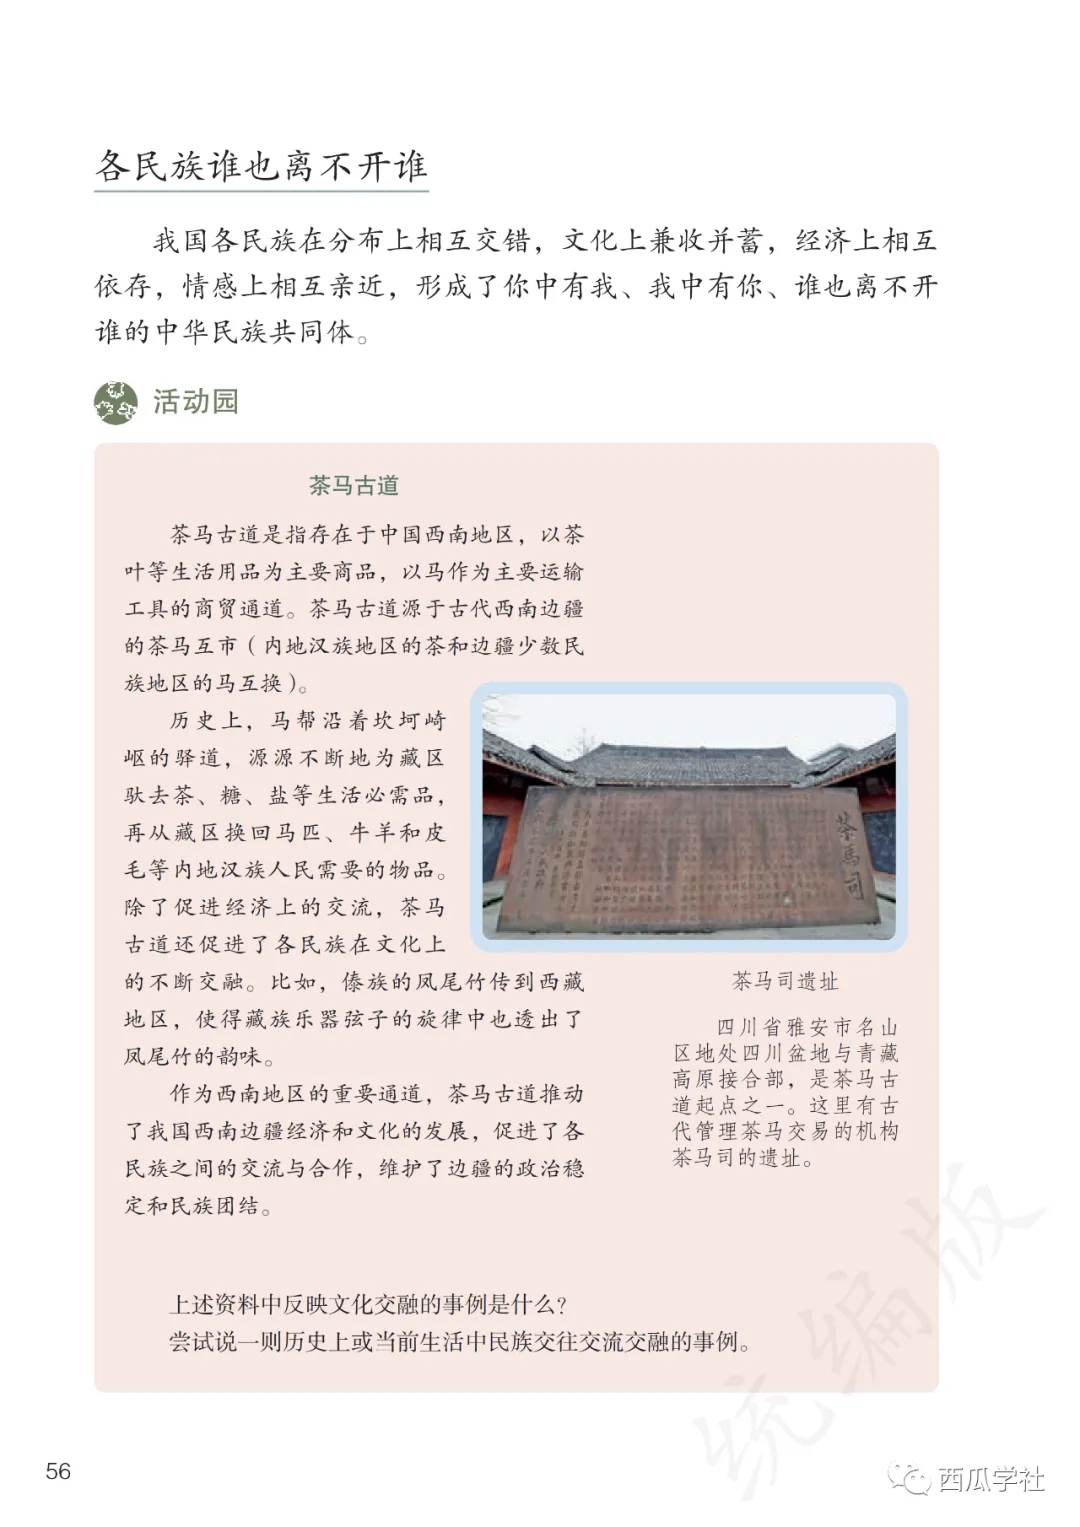 各民族谁也离不开谁
我国各民族在分布上相互交错，文化上兼收并蓄，经济上相互
依存，情感上相互亲近，形成了你中有我、我中有你、谁也离不开
谁的中华民族共同体。
活动园
茶马古道
茶马古道是指存在于中国西南地区，以茶
叶等生活用品为主要商品，以马作为主要运输
工具的商贸通道。茶马古道源于古代西南边疆
的茶马互市（内地汉族地区的茶和边疆少数民
族地区的马互换）。
历史上，马帮沿着坎坷崎
岖的驿道，源源不断地为藏区
驮去茶、糖、盐等生活必需品，
再从藏区换回马匹、牛羊和皮
毛等内地汉族人民需要的物品。
除了促进经济上的交流，茶马
古道还促进了各民族在文化上
的不断交融。比如，傣族的凤尾竹传到西藏
地区，使得藏族乐器弦子的旋律中也透出了
凤尾竹的韵味。
作为西南地区的重要通道，茶马古道推动
了我国西南边疆经济和文化的发展，促进了各
民族之间的交流与合作，维护了边疆的政治稳
定和民族团结。
茶馬司
茶马司遗址
四川省雅安市名山
区地处四川盆地与青藏
高原接合部，是茶马古
道起点之一。这里有古
代管理茶马交易的机构
茶马司的遗址。
上述资料中反映文化交融的事例是什么？
尝试说一则历史上或当前生活中民族交往交流交融的事例。
统编版
56
西瓜学社